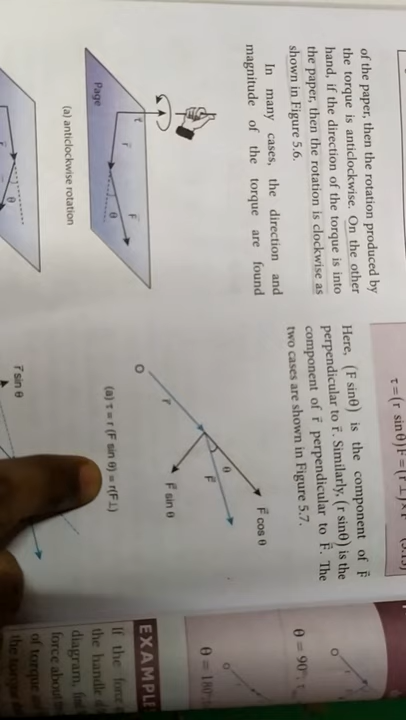 of the paper, then the rotation produced by
the torque is anticlockwise. On the other
hand, if the direction of the torque is into
the paper, then the rotation is clockwise as
shown in Figure 5.6.
In many cases, the direction and
magnitude of the torque are found
τ⃗
r⃗
F⃗
θ
Page
(a) anticlockwise rotation
r⃗
θ
τ=(r sinθ)F=(r⊥)×F
Here, (F sinθ) is the component of F⃗
perpendicular to r⃗. Similarly, (r sinθ) is the
component of r⃗ perpendicular to F⃗. The
two cases are shown in Figure 5.7.
F⃗ cos θ
θ
F⃗
r⃗
O
F⃗ sin θ
(a) τ = r (F sin θ) = r(F⊥)
r⃗ sin θ
O
θ = 90°;
O
θ = 180°
EXAMPLE
If the force
the handle
diagram, find
force about
of torque
the torque